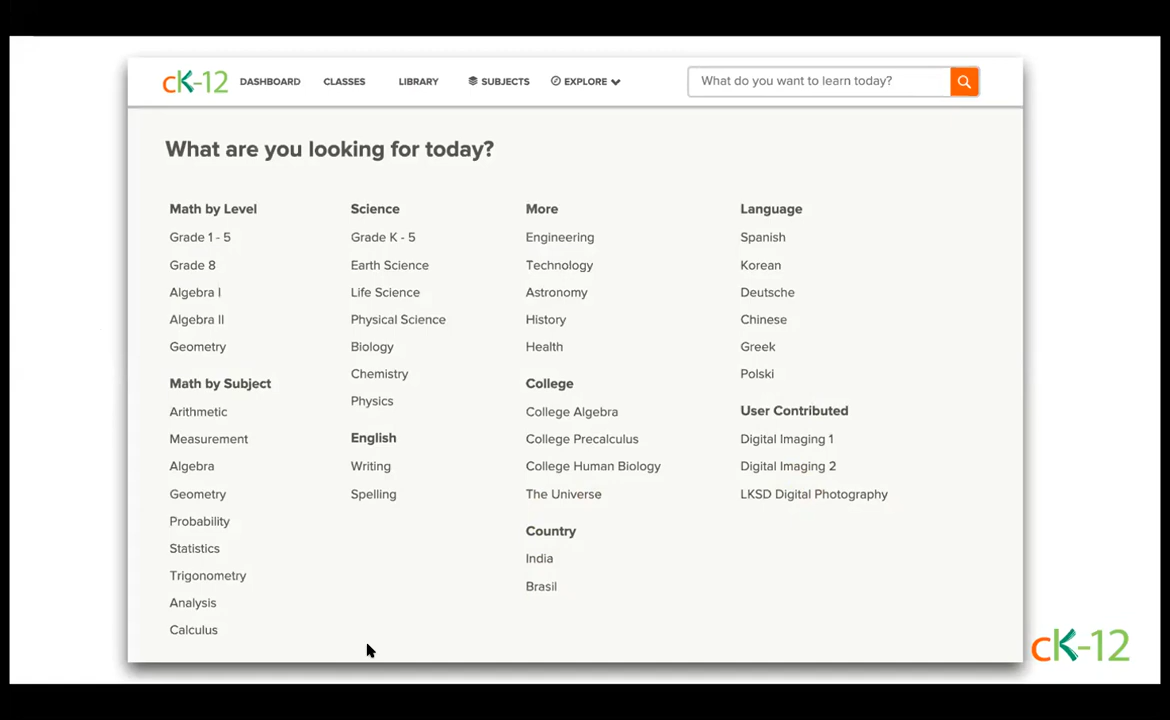 cK-12 DASHBOARD CLASSES LIBRARY SUBJECTS EXPLORE What do you want to learn today?
What are you looking for today?
Math by Level
Grade 1 - 5
Grade 8
Algebra I
Algebra II
Geometry
Math by Subject
Arithmetic
Measurement
Algebra
Geometry
Probability
Statistics
Trigonometry
Analysis
Calculus
Science
Grade K - 5
Earth Science
Life Science
Physical Science
Biology
Chemistry
Physics
English
Writing
Spelling
More
Engineering
Technology
Astronomy
History
Health
College
College Algebra
College Precalculus
College Human Biology
The Universe
Country
India
Brasil
Language
Spanish
Korean
Deutsche
Chinese
Greek
Polski
User Contributed
Digital Imaging 1
Digital Imaging 2
LKSD Digital Photography
cK-12